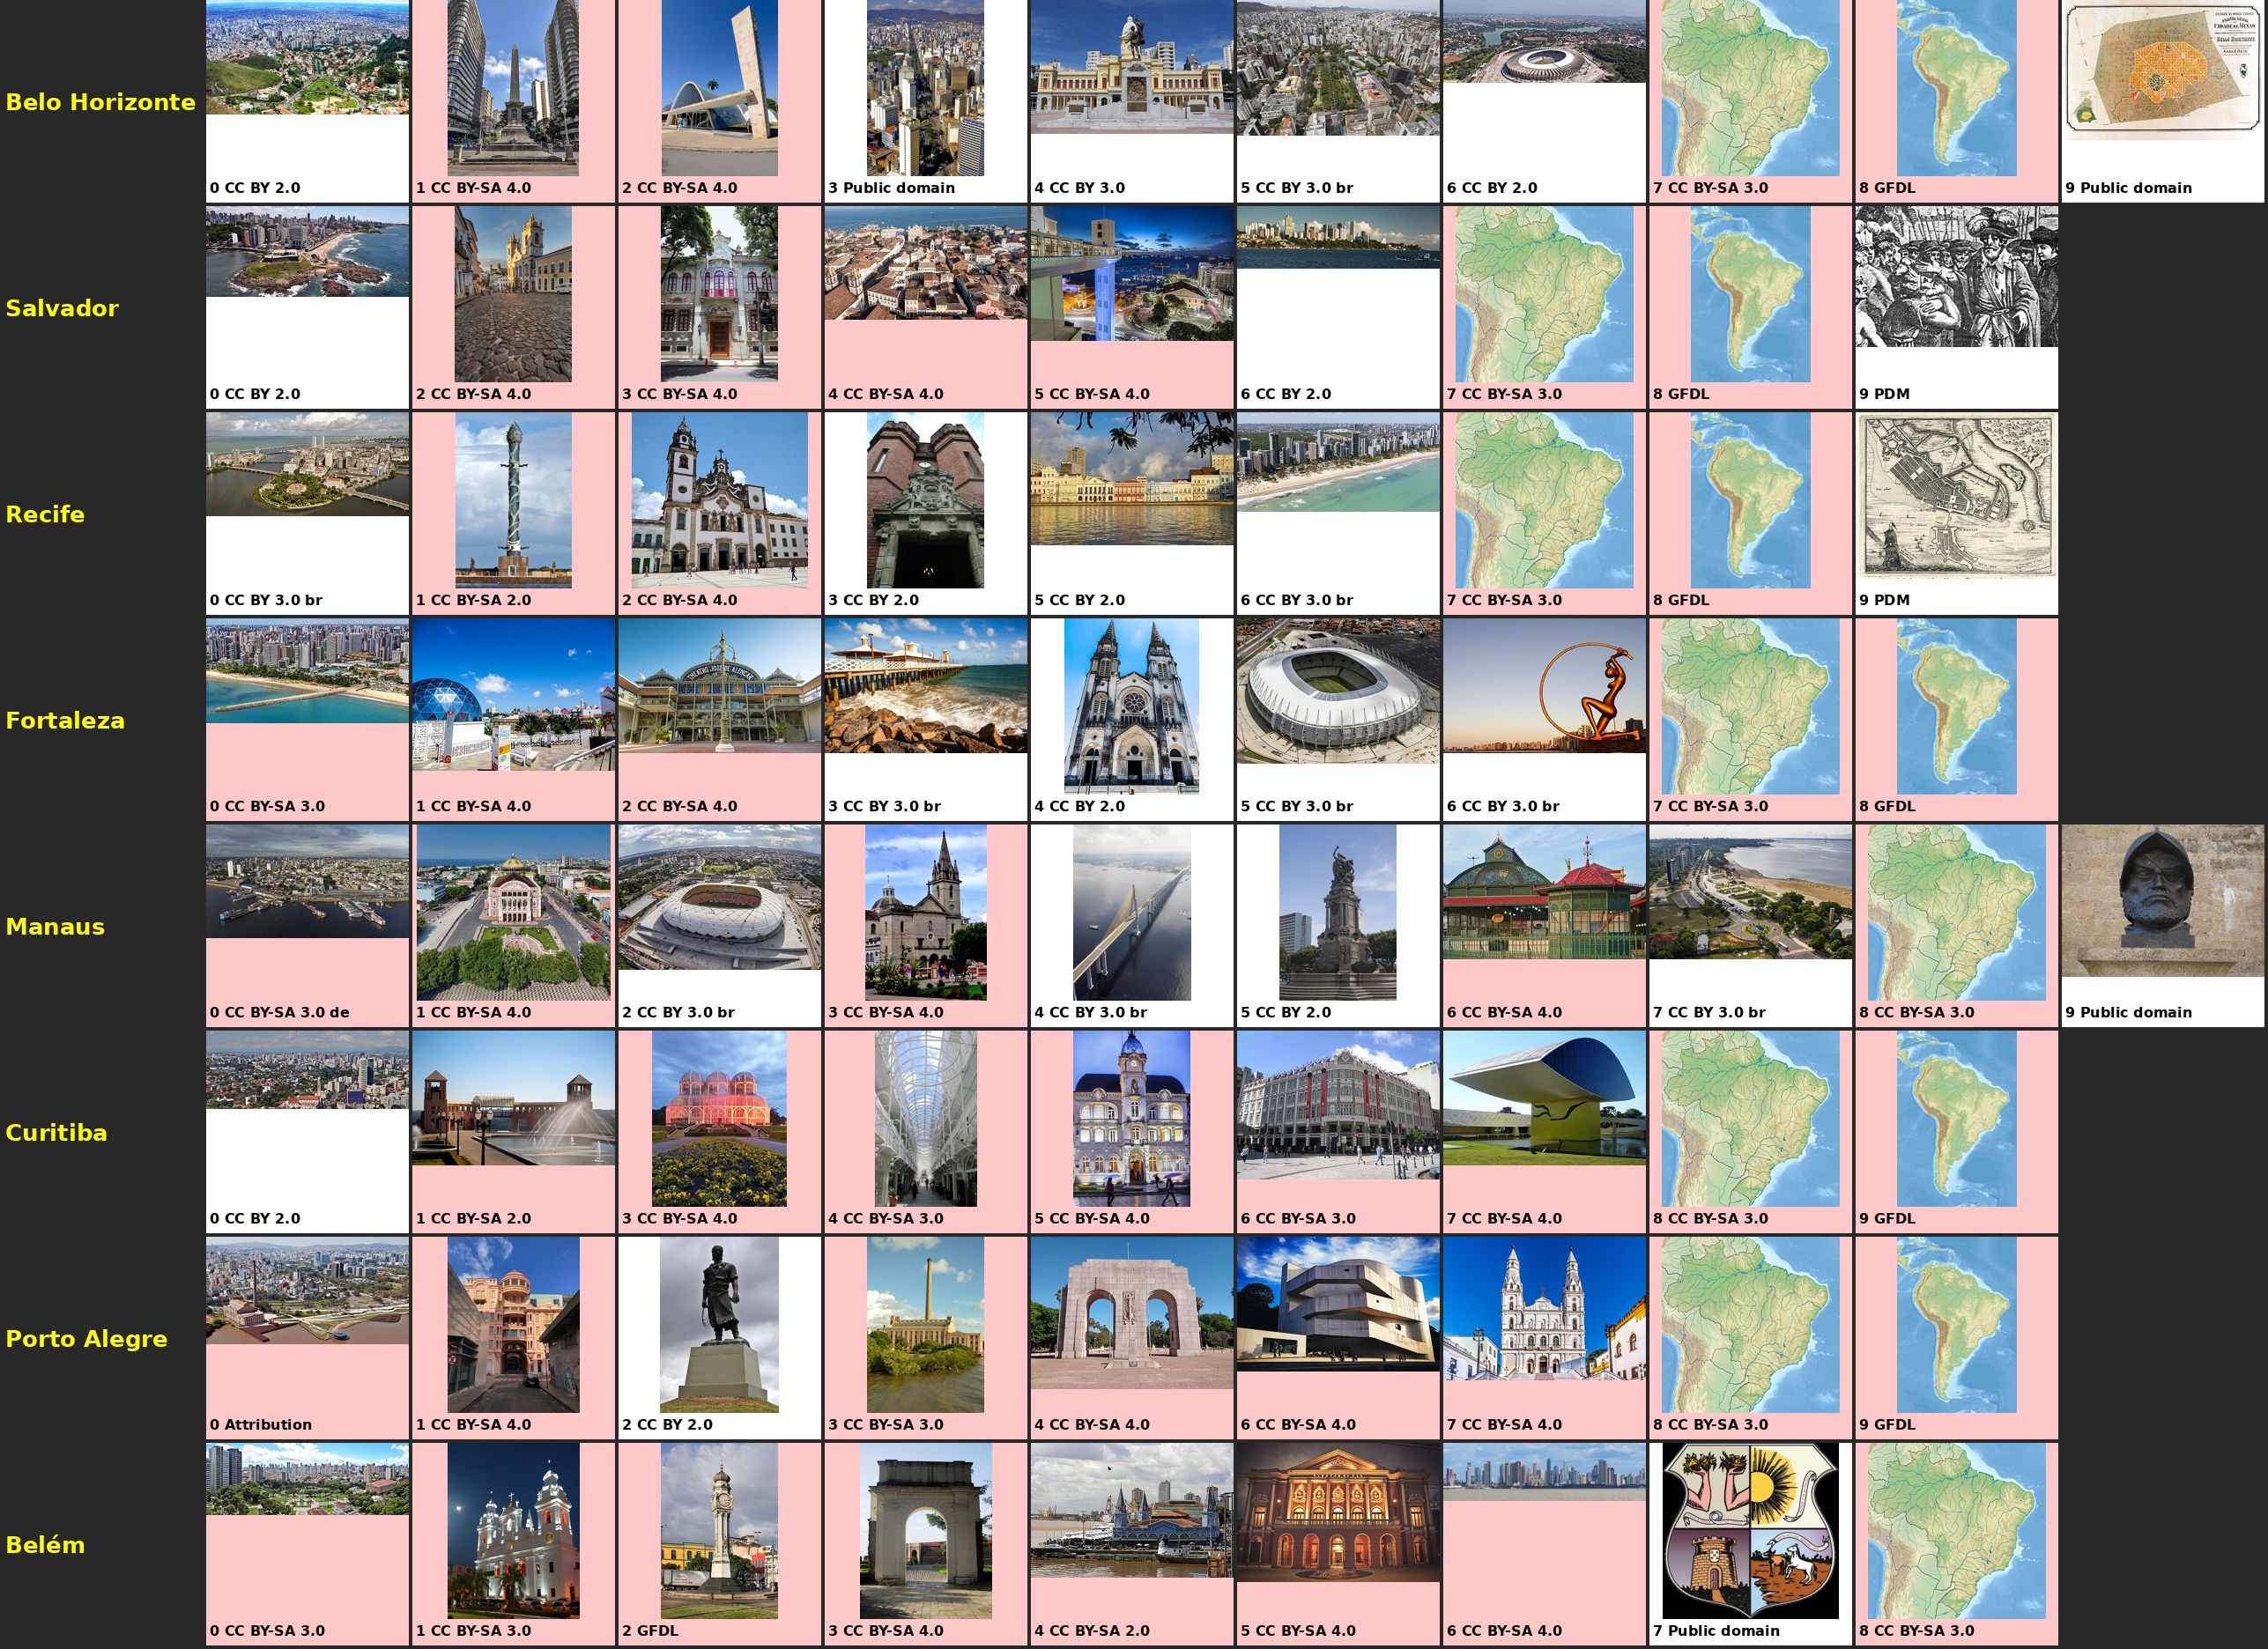 Belo Horizonte
0 CC BY 2.0
1 CC BY-SA 4.0
2 CC BY-SA 4.0
3 Public domain
4 CC BY 3.0
5 CC BY 3.0 br
6 CC BY 2.0
7 CC BY-SA 3.0
8 GFDL
9 Public domain
Salvador
0 CC BY 2.0
2 CC BY-SA 4.0
3 CC BY-SA 4.0
4 CC BY-SA 4.0
5 CC BY-SA 4.0
6 CC BY 2.0
7 CC BY-SA 3.0
8 GFDL
9 PDM
Recife
0 CC BY 3.0 br
1 CC BY-SA 2.0
2 CC BY-SA 4.0
3 CC BY 2.0
5 CC BY 2.0
6 CC BY 3.0 br
7 CC BY-SA 3.0
8 GFDL
9 PDM
Fortaleza
THEATRO JOSÉ DE ALENCAR
0 CC BY-SA 3.0
1 CC BY-SA 4.0
2 CC BY-SA 4.0
3 CC BY 3.0 br
4 CC BY 2.0
5 CC BY 3.0 br
6 CC BY 3.0 br
7 CC BY-SA 3.0
8 GFDL
Manaus
0 CC BY-SA 3.0 de
1 CC BY-SA 4.0
2 CC BY 3.0 br
3 CC BY-SA 4.0
4 CC BY 3.0 br
5 CC BY 2.0
6 CC BY-SA 4.0
7 CC BY 3.0 br
8 CC BY-SA 3.0
9 Public domain
Curitiba
0 CC BY 2.0
1 CC BY-SA 2.0
3 CC BY-SA 4.0
4 CC BY-SA 3.0
5 CC BY-SA 4.0
6 CC BY-SA 3.0
7 CC BY-SA 4.0
8 CC BY-SA 3.0
9 GFDL
Porto Alegre
0 Attribution
1 CC BY-SA 4.0
2 CC BY 2.0
3 CC BY-SA 3.0
4 CC BY-SA 4.0
6 CC BY-SA 4.0
7 CC BY-SA 4.0
8 CC BY-SA 3.0
9 GFDL
Belém
0 CC BY-SA 3.0
1 CC BY-SA 3.0
2 GFDL
3 CC BY-SA 4.0
4 CC BY-SA 2.0
5 CC BY-SA 4.0
6 CC BY-SA 4.0
7 Public domain
8 CC BY-SA 3.0